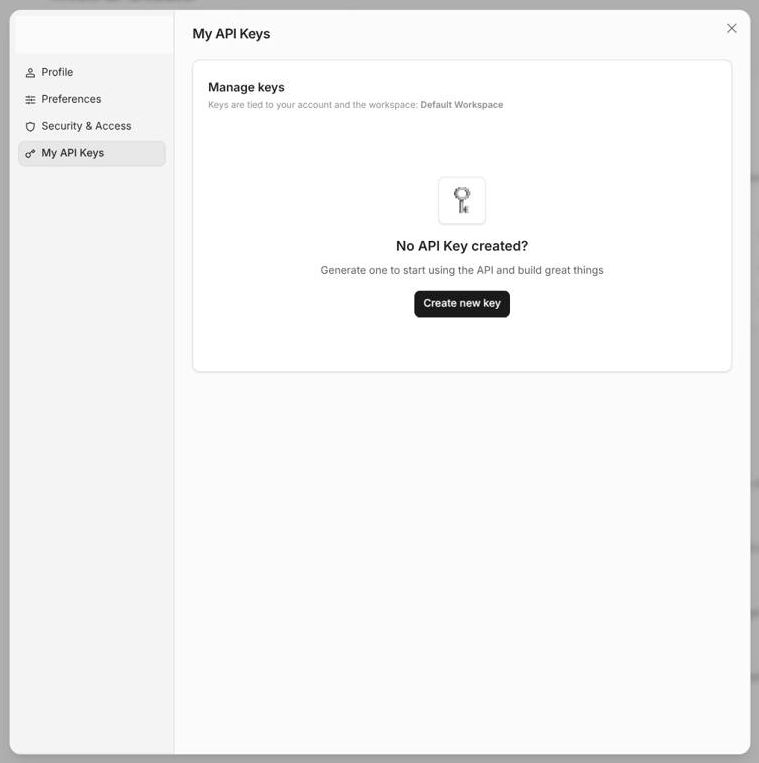 My API Keys
Profile
Preferences
Security & Access
My API Keys
Manage keys
Keys are tied to your account and the workspace: Default Workspace
No API Key created?
Generate one to start using the API and build great things
Create new key